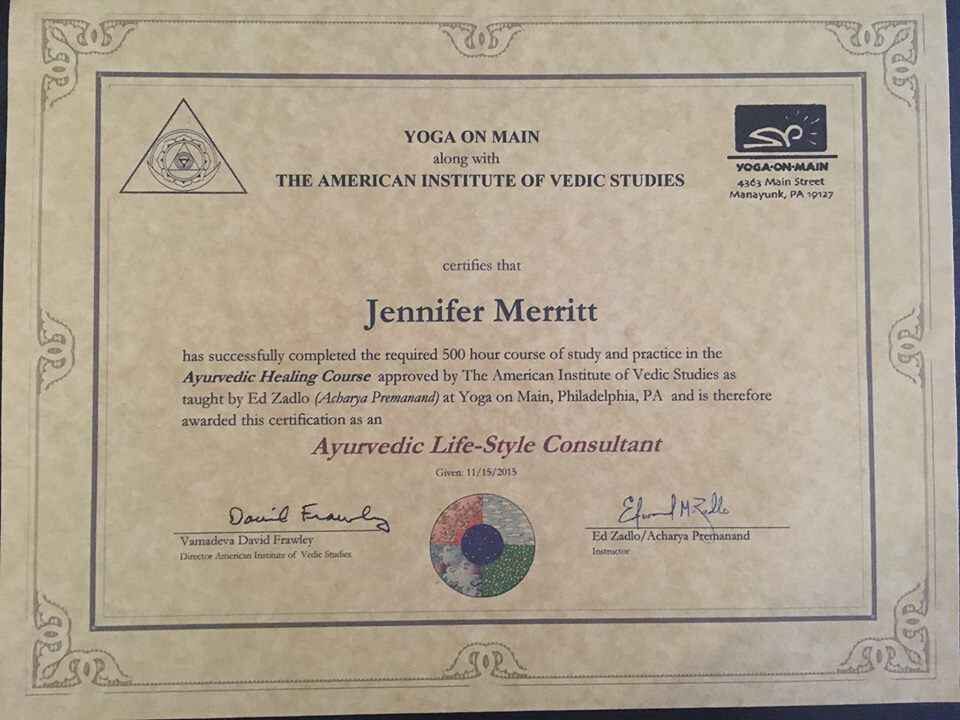 YOGA ON MAIN
along with
THE AMERICAN INSTITUTE OF VEDIC STUDIES
YOGA-ON-MAIN
4363 Main Street
Manayunk, PA 19127
certifies that
Jennifer Merritt
has successfully completed the required 500 hour course of study and practice in the
Ayurvedic Healing Course approved by The American Institute of Vedic Studies as
taught by Ed Zadlo (Acharya Premanand) at Yoga on Main, Philadelphia, PA and is therefore
awarded this certification as an
Ayurvedic Life-Style Consultant
Given: 11/15/2015
David Frawley
Vamadeva David Frawley
Director American Institute of Vedic Studies
Edward M Zadlo
Ed Zadlo/Acharya Premanand
Instructor